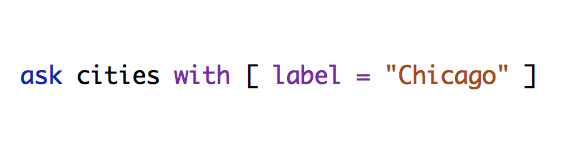 ask cities with [ label = "Chicago" ]